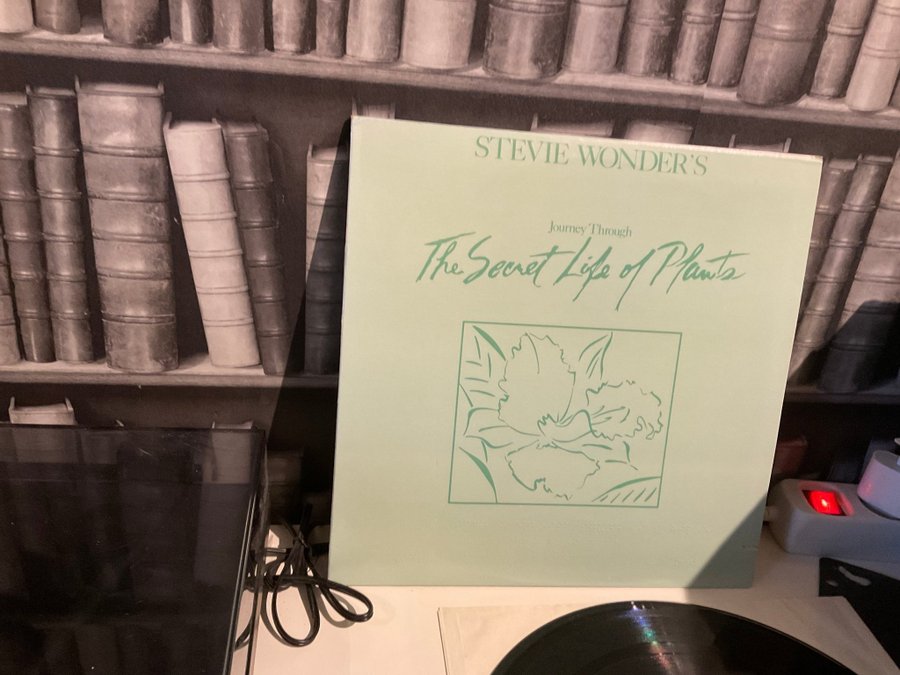 STEVIE WONDER'S
Journey Through
The Secret Life of Plants